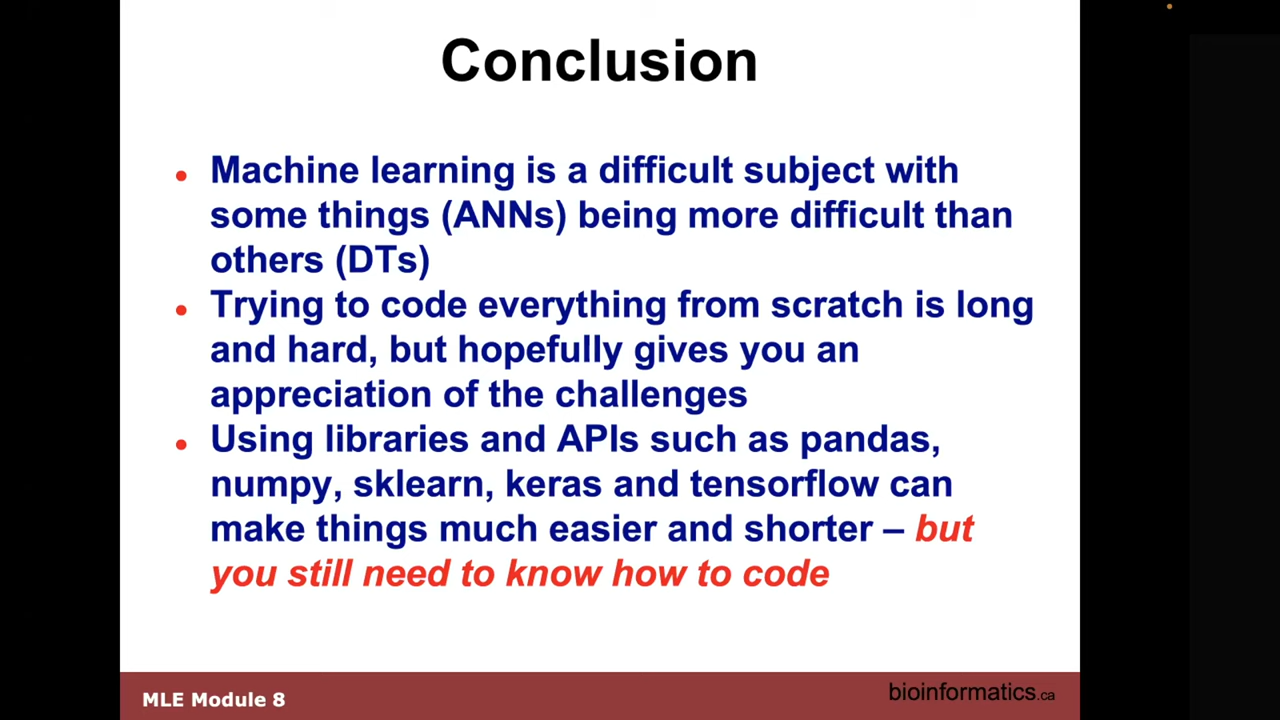 Conclusion
Machine learning is a difficult subject with
some things (ANNs) being more difficult than
others (DTs)
Trying to code everything from scratch is long
and hard, but hopefully gives you an
appreciation of the challenges
Using libraries and APIs such as pandas,
numpy, sklearn, keras and tensorflow can
make things much easier and shorter – but
you still need to know how to code
MLE Module 8
bioinformatics.ca